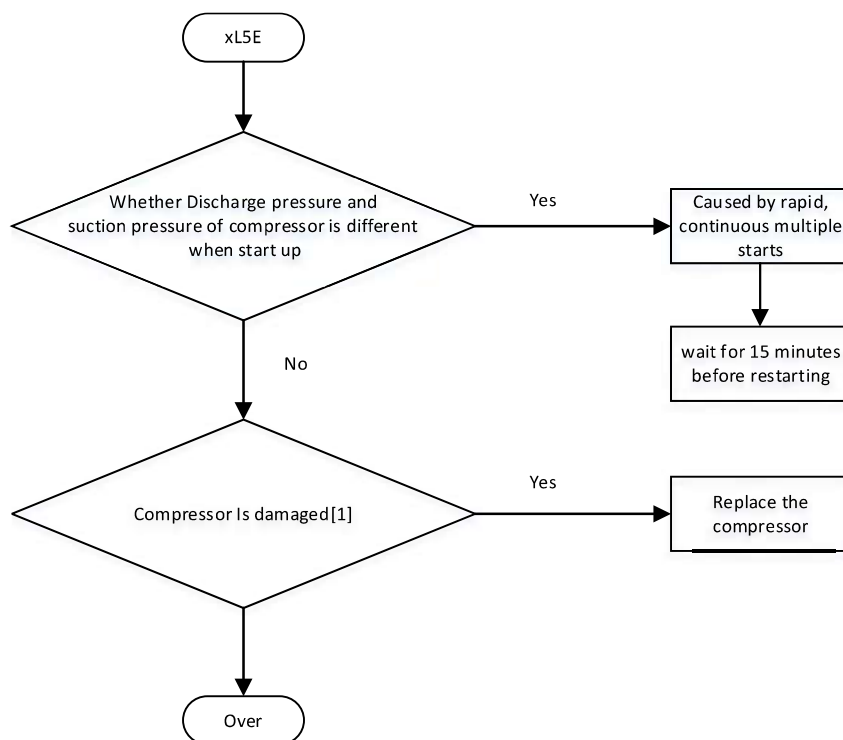 xL5E
Whether Discharge pressure and
suction pressure of compressor is different
when start up
Yes
Caused by rapid,
continuous multiple
starts
wait for 15 minutes
before restarting
No
Compressor Is damaged[1]
Yes
Replace the
compressor
Over